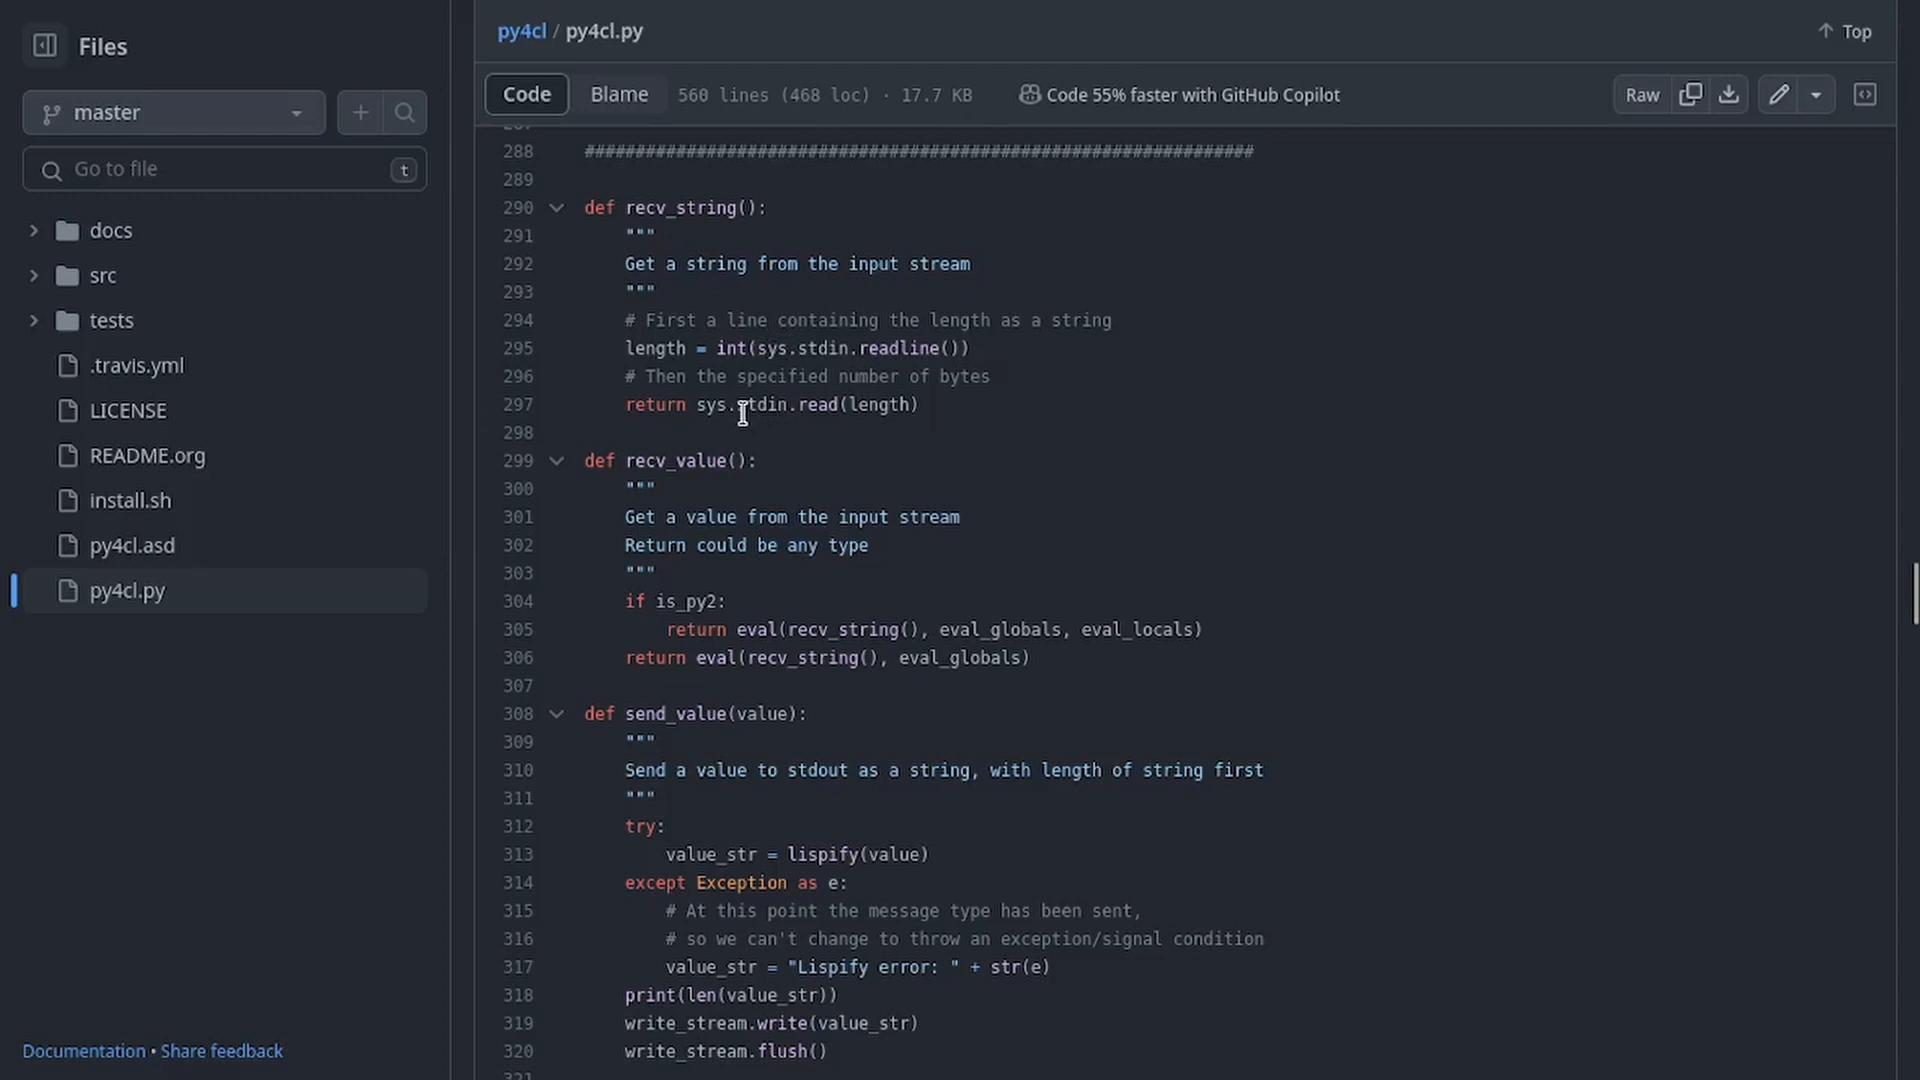 Files
master
Go to file
t
docs
src
tests
.travis.yml
LICENSE
README.org
install.sh
py4cl.asd
py4cl.py
Documentation • Share feedback
py4cl / py4cl.py
Top
Code
Blame
560 lines (468 loc) · 17.7 KB
Code 55% faster with GitHub Copilot
Raw
288 ##################################################################
289
290 def recv_string():
291 """
292 Get a string from the input stream
293 """
294 # First a line containing the length as a string
295 length = int(sys.stdin.readline())
296 # Then the specified number of bytes
297 return sys.stdin.read(length)
298
299 def recv_value():
300 """
301 Get a value from the input stream
302 Return could be any type
303 """
304 if is_py2:
305 return eval(recv_string(), eval_globals, eval_locals)
306 return eval(recv_string(), eval_globals)
307
308 def send_value(value):
309 """
310 Send a value to stdout as a string, with length of string first
311 """
312 try:
313 value_str = lispify(value)
314 except Exception as e:
315 # At this point the message type has been sent,
316 # so we can't change to throw an exception/signal condition
317 value_str = "Lispify error: " + str(e)
318 print(len(value_str))
319 write_stream.write(value_str)
320 write_stream.flush()